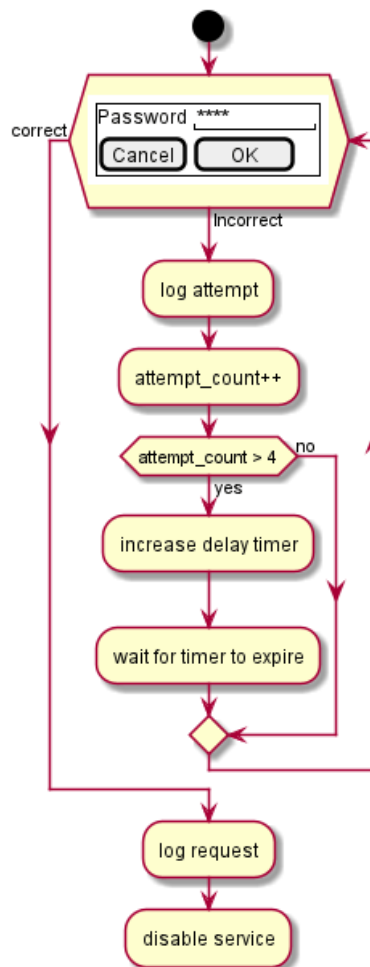 correct
Password ****
Cancel OK
Incorrect
log attempt
attempt_count++
attempt_count > 4
no
yes
increase delay timer
wait for timer to expire
log request
disable service